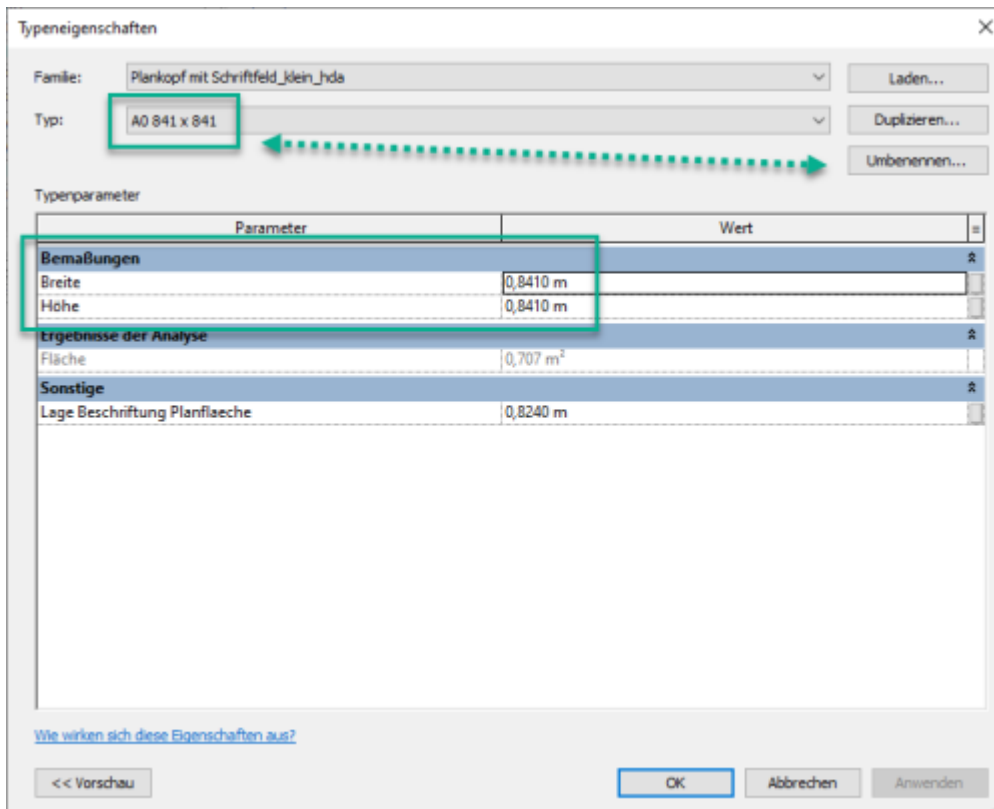 Typeneigenschaften
Familie: Plankopf mit Schriftfeld_klein_hda Laden...
Typ: A0 841 x 841 Duplizieren...
Umbenennen...
Typenparameter
Parameter Wert =
Bemaßungen
Breite 0,8410 m
Höhe 0,8410 m
Ergebnisse der Analyse
Fläche 0,707 m²
Sonstige
Lage Beschriftung Planflaeche 0,8240 m
Wie wirken sich diese Eigenschaften aus?
<< Vorschau OK Abbrechen Anwenden